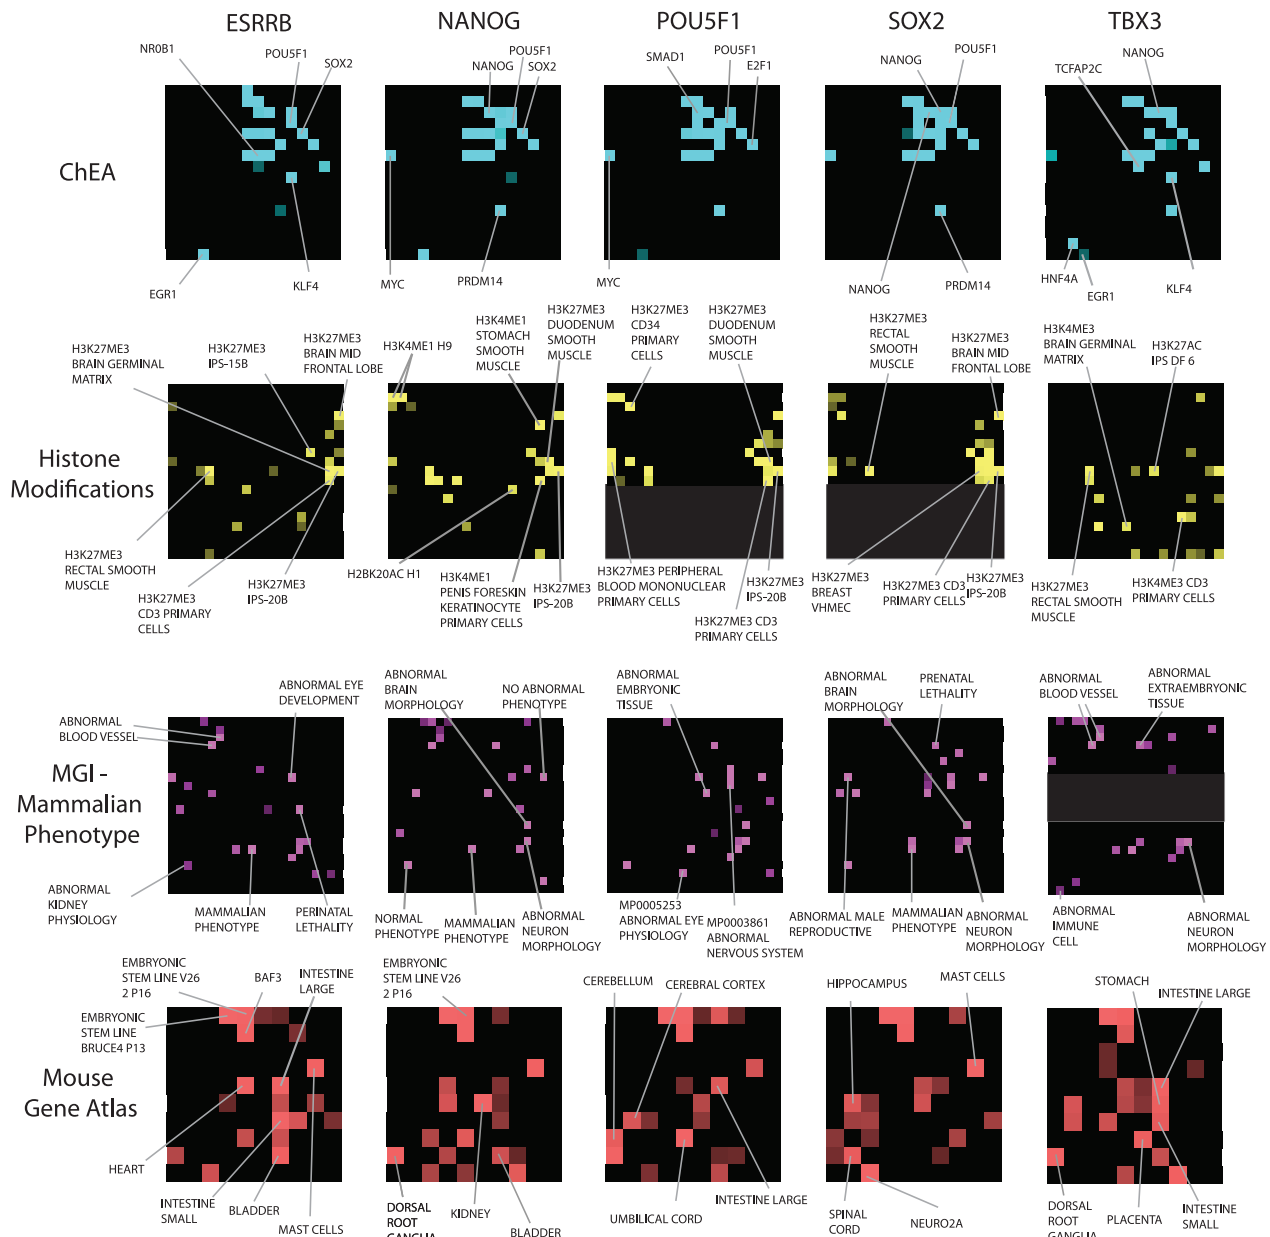 ESRRB
NANOG
POU5F1
SOX2
TBX3
ChEA
NR0B1
POU5F1
SOX2
EGR1
KLF4
NANOG
POU5F1
SOX2
MYC
PRDM14
SMAD1
POU5F1
E2F1
MYC
NANOG
POU5F1
NANOG
PRDM14
TCFAP2C
NANOG
HNF4A
EGR1
KLF4
Histone
Modifications
H3K27ME3
BRAIN GERMINAL
MATRIX
H3K27ME3
IPS-15B
H3K27ME3
BRAIN MID
FRONTAL LOBE
H3K27ME3
RECTAL SMOOTH
MUSCLE
H3K27ME3
CD3 PRIMARY
CELLS
H3K27ME3
IPS-20B
H3K4ME1 H9
H3K4ME1
STOMACH
SMOOTH
MUSCLE
H3K27ME3
DUODENUM
SMOOTH
MUSCLE
H2BK20AC H1
H3K4ME1
PENIS FORESKIN
KERATINOCYTE
PRIMARY CELLS
H3K27ME3
IPS-20B
H3K27ME3
CD34
PRIMARY
CELLS
H3K27ME3
DUODENUM
SMOOTH
MUSCLE
H3K27ME3 PERIPHERAL
BLOOD MONONUCLEAR
PRIMARY CELLS
H3K27ME3
IPS-20B
H3K27ME3 CD3
PRIMARY CELLS
H3K27ME3
RECTAL
SMOOTH
MUSCLE
H3K27ME3
BRAIN MID
FRONTAL LOBE
H3K27ME3
BREAST
VHMEC
H3K27ME3 CD3
PRIMARY CELLS
H3K27ME3
IPS-20B
H3K4ME3
BRAIN GERMINAL
MATRIX
H3K27AC
IPS DF 6
H3K27ME3
RECTAL SMOOTH
MUSCLE
H3K4ME3 CD3
PRIMARY CELLS
MGI -
Mammalian
Phenotype
ABNORMAL
BLOOD VESSEL
ABNORMAL EYE
DEVELOPMENT
ABNORMAL
KIDNEY
PHYSIOLOGY
MAMMALIAN
PHENOTYPE
PERINATAL
LETHALITY
ABNORMAL
BRAIN
MORPHOLOGY
NO ABNORMAL
PHENOTYPE
NORMAL
PHENOTYPE
MAMMALIAN
PHENOTYPE
ABNORMAL
NEURON
MORPHOLOGY
ABNORMAL
EMBRYONIC
TISSUE
MP0005253
ABNORMAL EYE
PHYSIOLOGY
MP0003861
ABNORMAL
NERVOUS SYSTEM
ABNORMAL
BRAIN
MORPHOLOGY
PRENATAL
LETHALITY
ABNORMAL MALE
REPRODUCTIVE
MAMMALIAN
PHENOTYPE
ABNORMAL
NEURON
MORPHOLOGY
ABNORMAL
BLOOD VESSEL
ABNORMAL
EXTRAEMBRYONIC
TISSUE
ABNORMAL
IMMUNE
CELL
ABNORMAL
NEURON
MORPHOLOGY
Mouse
Gene Atlas
EMBRYONIC
STEM LINE V26
2 P16
BAF3
INTESTINE
LARGE
EMBRYONIC
STEM LINE
BRUCE4 P13
HEART
INTESTINE
SMALL
BLADDER
MAST CELLS
EMBRYONIC
STEM LINE V26
2 P16
DORSAL
ROOT
GANGLIA
KIDNEY
BLADDER
CEREBELLUM
CEREBRAL CORTEX
UMBILICAL CORD
INTESTINE LARGE
HIPPOCAMPUS
MAST CELLS
SPINAL
CORD
NEURO2A
STOMACH
INTESTINE LARGE
DORSAL
ROOT
GANGLIA
PLACENTA
INTESTINE
SMALL